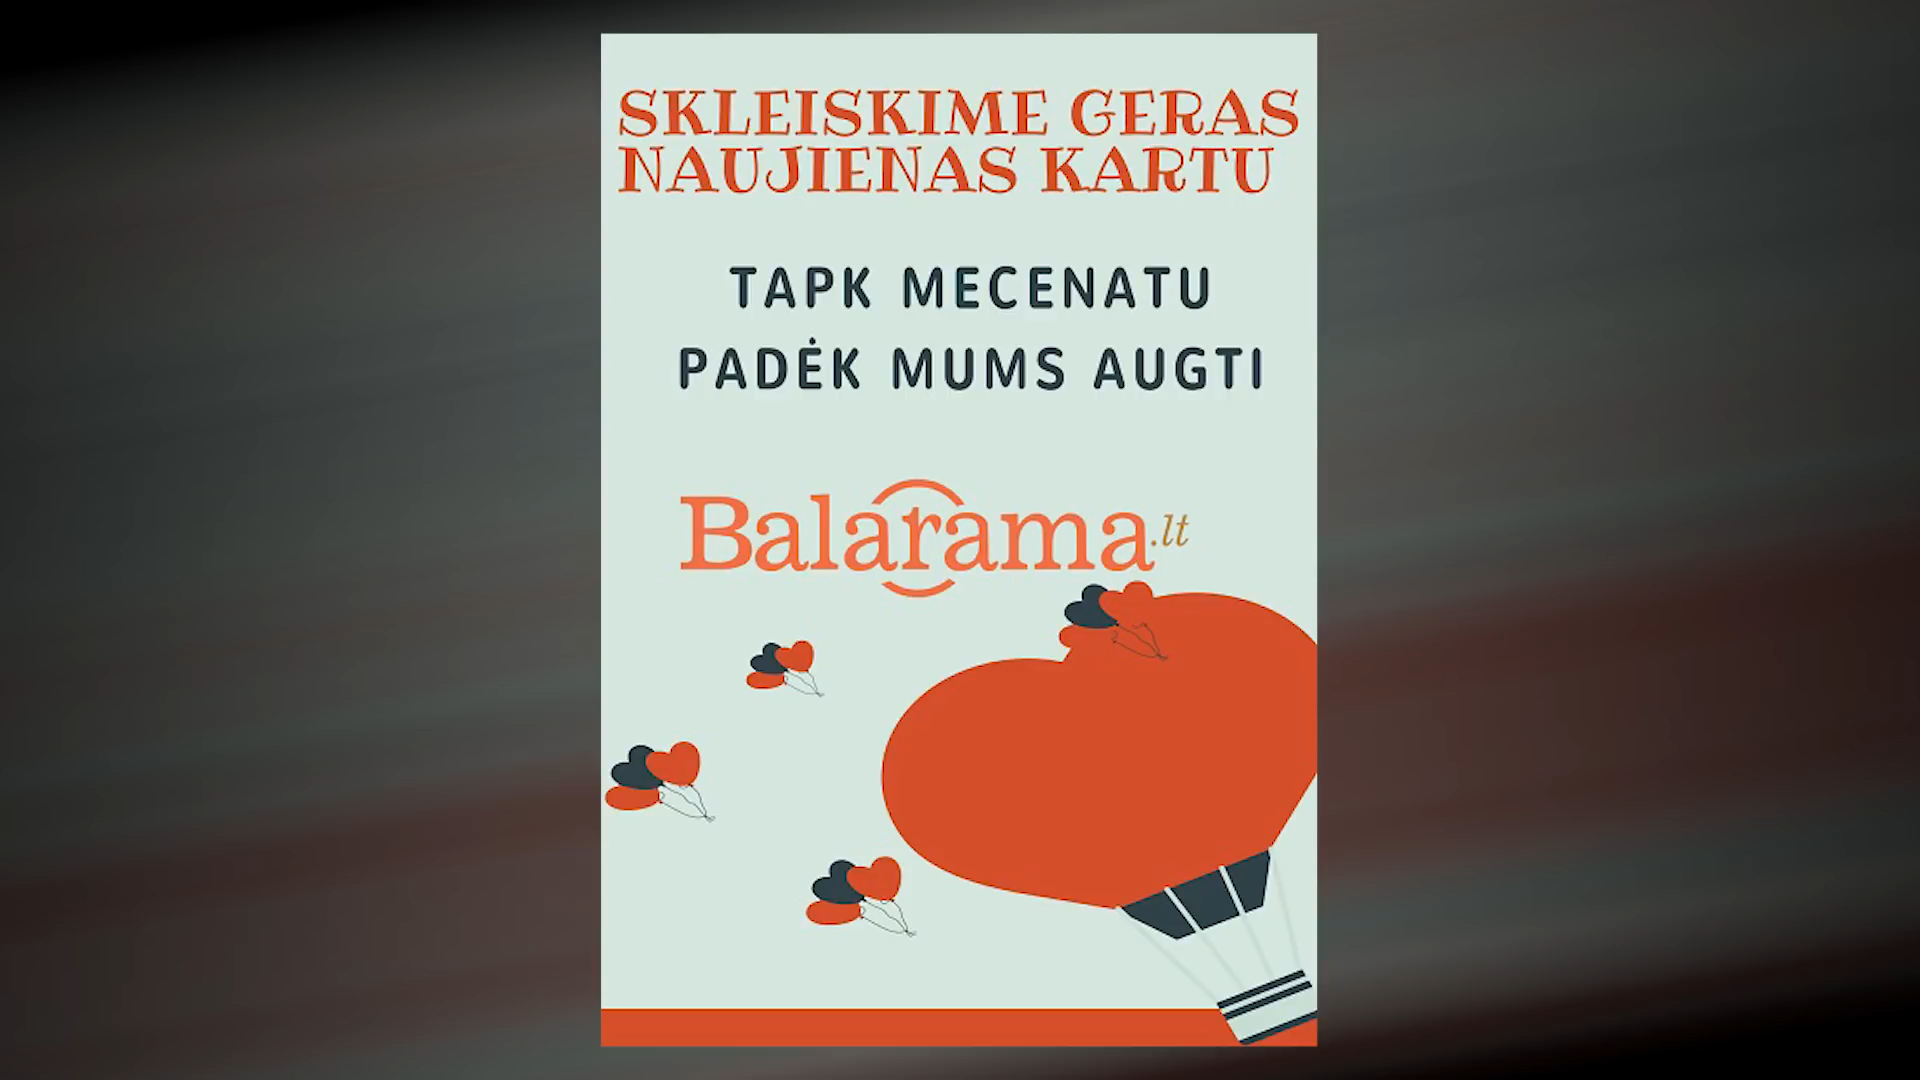 SKLEISKIME GERAS
NAUJIENAS KARTU
TAPK MECENATU
PADĖK MUMS AUGTI
Balarama.lt